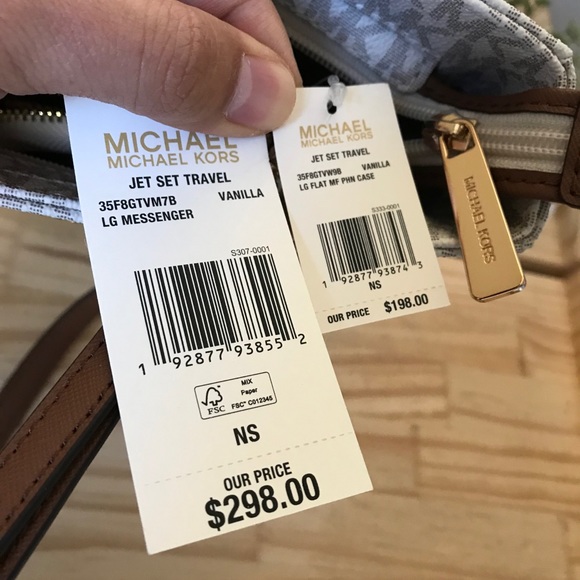 MICHAEL
MICHAEL KORS
JET SET TRAVEL
35F8GTVM7B VANILLA
LG MESSENGER
S307-0001
1 92877 93855 2
FSC
MIX
Paper
FSC® C012345
NS
OUR PRICE
$298.00
MICHAEL
MICHAEL KORS
JET SET TRAVEL
35F8GTVW9B VANILLA
LG FLAT MF PHN CASE
S333-0001
1 92877 93874 3
NS
OUR PRICE $198.00
MICHAEL KORS